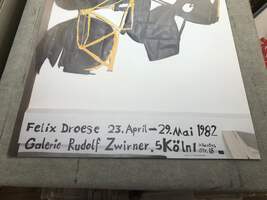 Felix Droese 23. April – 29. Mai 1982
Galerie Rudolf Zwirner, 5 Köln 1